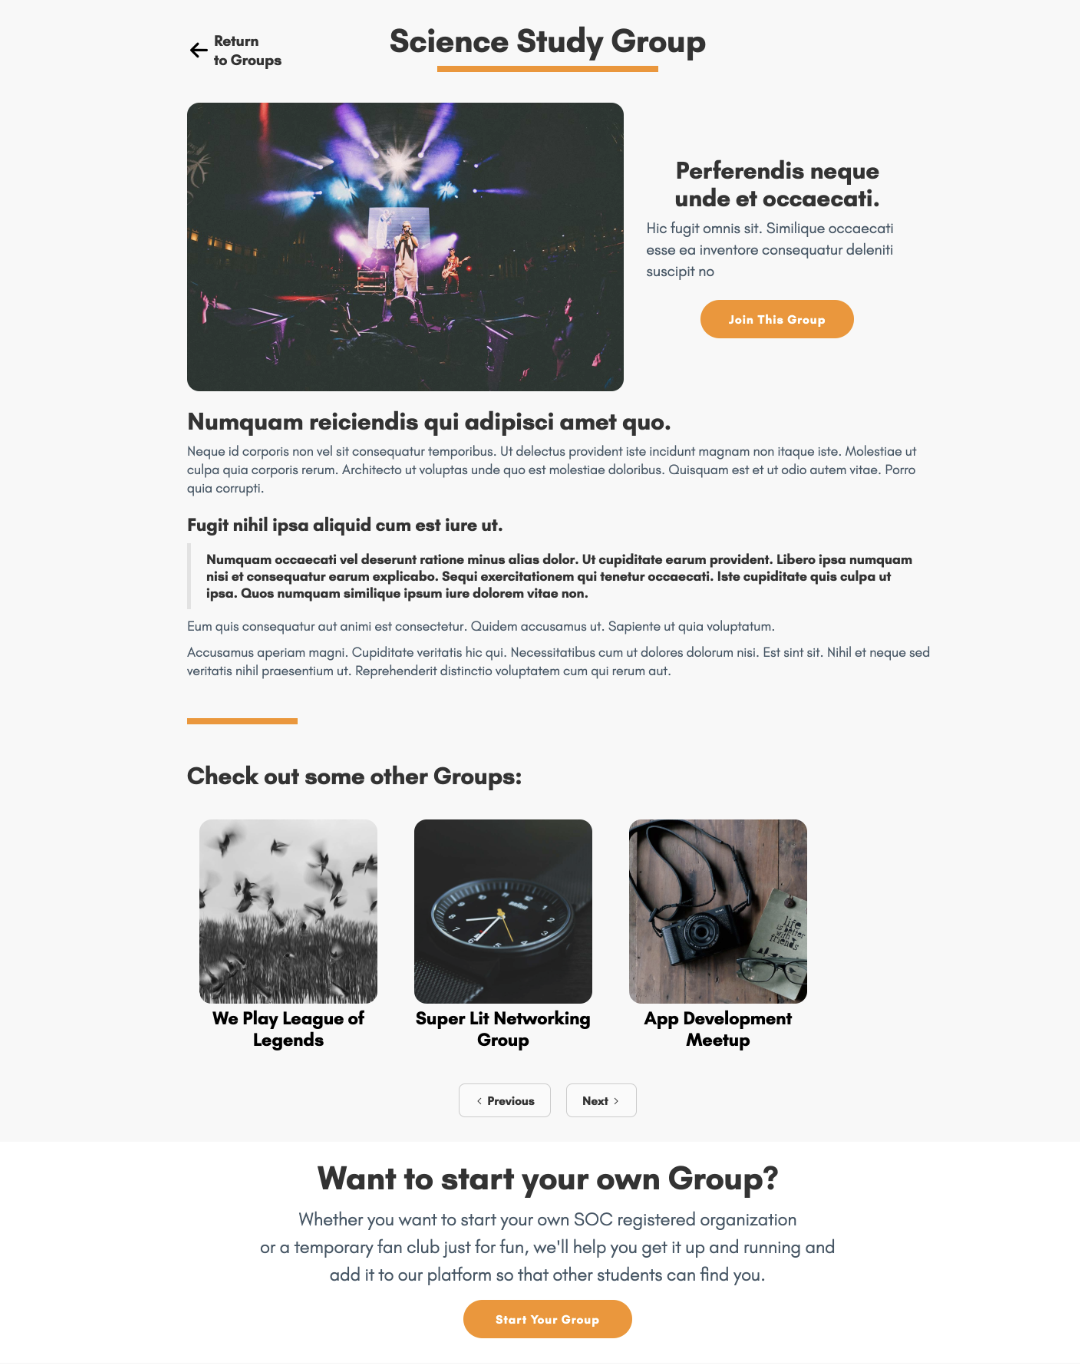 Return
to Groups
Science Study Group
Perferendis neque
unde et occaecati.
Hic fugit omnis sit. Similique occaecati
esse ea inventore consequatur deleniti
suscipit no
Join This Group
Numquam reiciendis qui adipisci amet quo.
Neque id corporis non vel sit consequatur temporibus. Ut delectus provident iste incidunt magnam non itaque iste. Molestiae ut
culpa quia corporis rerum. Architecto ut voluptas unde quo est molestiae doloribus. Quisquam est et ut odio autem vitae. Porro
quia corrupti.
Fugit nihil ipsa aliquid cum est iure ut.
Numquam occaecati vel deserunt ratione minus alias dolor. Ut cupiditate earum provident. Libero ipsa numquam
nisi et consequatur earum explicabo. Sequi exercitationem qui tenetur occaecati. Iste cupiditate quis culpa ut
ipsa. Quos numquam similique ipsum iure dolorem vitae non.
Eum quis consequatur aut animi est consectetur. Quidem accusamus ut. Sapiente ut quia voluptatum.
Accusamus aperiam magni. Cupiditate veritatis hic qui. Necessitatibus cum ut dolores dolorum nisi. Est sint sit. Nihil et neque sed
veritatis nihil praesentium ut. Reprehenderit distinctio voluptatem cum qui rerum aut.
Check out some other Groups:
life
is better
with
friends
We Play League of
Legends
Super Lit Networking
Group
App Development
Meetup
Previous
Next
Want to start your own Group?
Whether you want to start your own SOC registered organization
or a temporary fan club just for fun, we'll help you get it up and running and
add it to our platform so that other students can find you.
Start Your Group